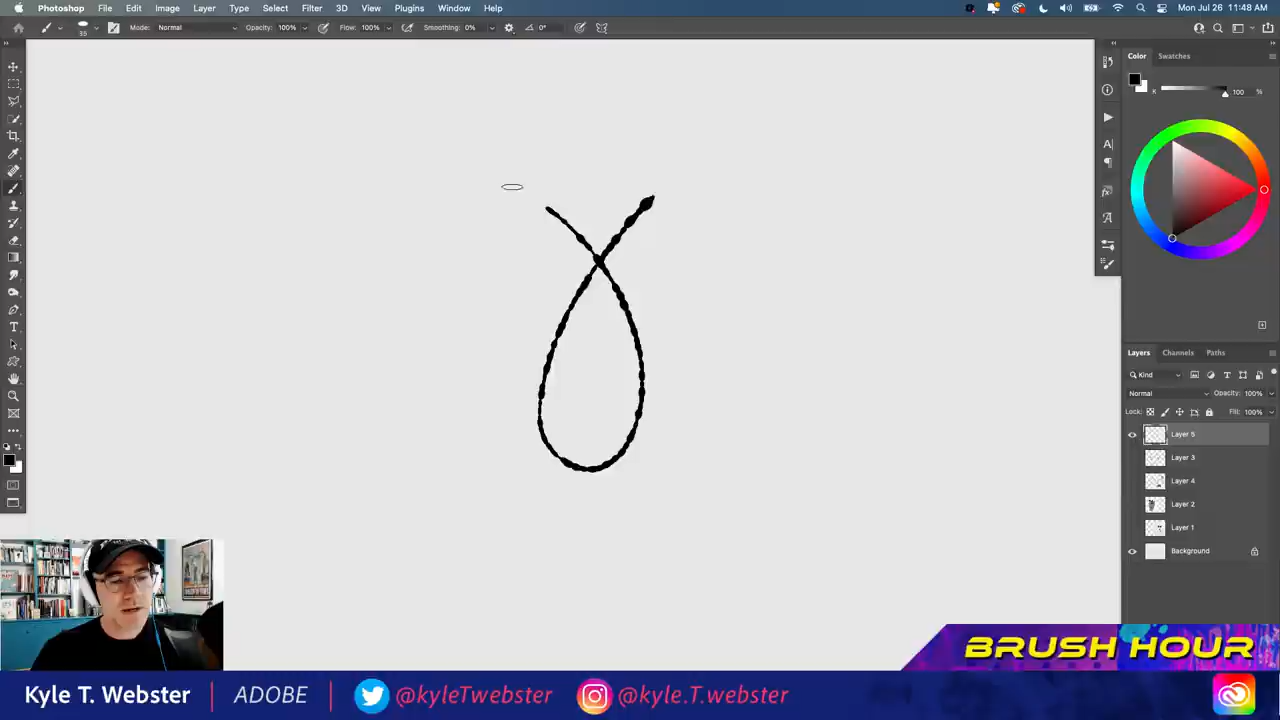 Photoshop File Edit Image Layer Type Select Filter 3D View Plugins Window Help Mon Jul 26 11:48 AM
35 Mode: Normal Opacity: 100% Flow: 100% Smoothing: 0% 0°
Color Swatches
K 100 %
Layers Channels Paths
Kind
Normal Opacity: 100%
Lock: Fill: 100%
Layer 5
Layer 3
Layer 4
Layer 2
Layer 1
Background
BRUSH HOUR
Kyle T. Webster | ADOBE | @kyleTwebster @kyle.T.webster